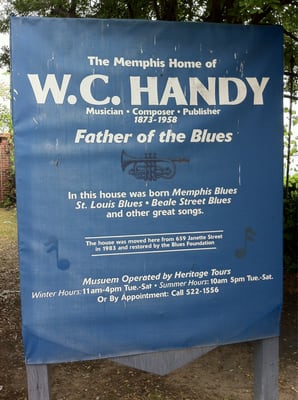 The Memphis Home of
W.C. HANDY
Musician • Composer • Publisher
1873-1958
Father of the Blues
In this house was born Memphis Blues
St. Louis Blues • Beale Street Blues
and other great songs.
The house was moved here from 659 Janette Street
in 1983 and restored by the Blues Foundation
Musuem Operated by Heritage Tours
Winter Hours: 11am-4pm Tue.-Sat • Summer Hours: 10am 5pm Tue.-Sat.
Or By Appointment: Call 522-1556